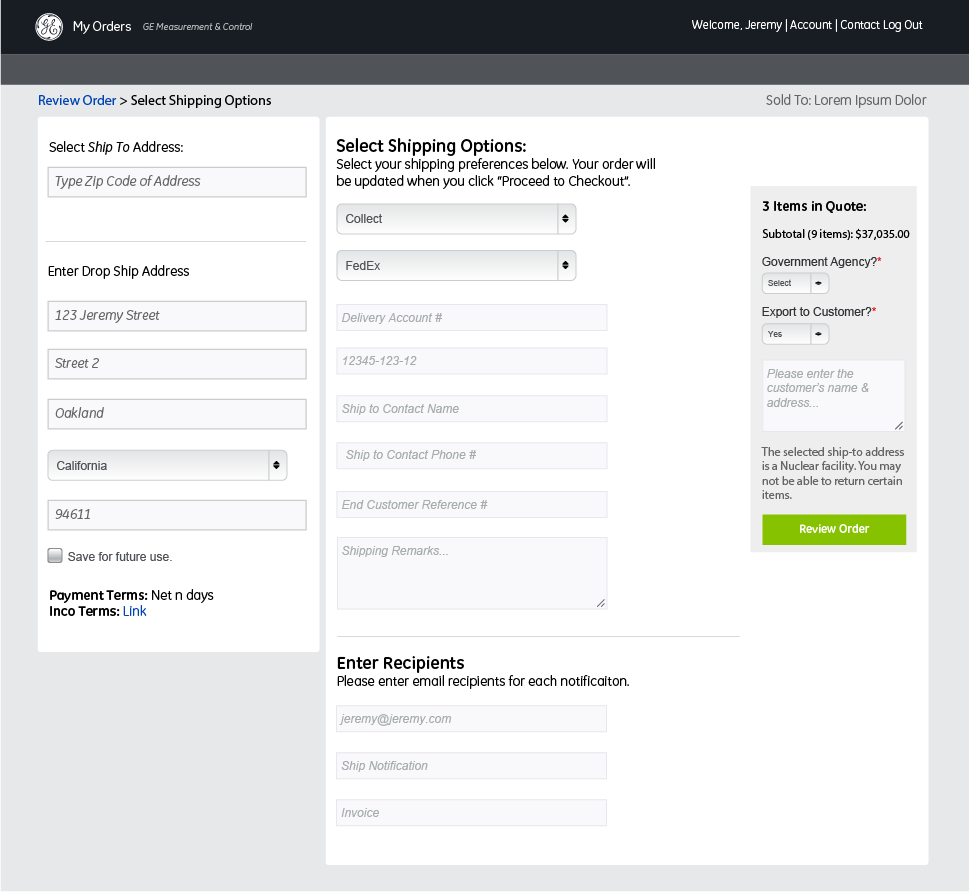 GE My Orders GE Measurement & Control
Welcome, Jeremy | Account | Contact Log Out
Review Order > Select Shipping Options
Sold To: Lorem Ipsum Dolor
Select Ship To Address:
Type Zip Code of Address
Enter Drop Ship Address
123 Jeremy Street
Street 2
Oakland
California
94611
Save for future use.
Payment Terms: Net n days
Inco Terms: Link
Select Shipping Options:
Select your shipping preferences below. Your order will
be updated when you click "Proceed to Checkout".
Collect
FedEx
Delivery Account #
12345-123-12
Ship to Contact Name
Ship to Contact Phone #
End Customer Reference #
Shipping Remarks...
Enter Recipients
Please enter email recipients for each notificaiton.
jeremy@jeremy.com
Ship Notification
Invoice
3 Items in Quote:
Subtotal (9 items): $37,035.00
Government Agency?*
Select
Export to Customer?*
Yes
Please enter the
customer's name &
address...
The selected ship-to address
is a Nuclear facility. You may
not be able to return certain
items.
Review Order